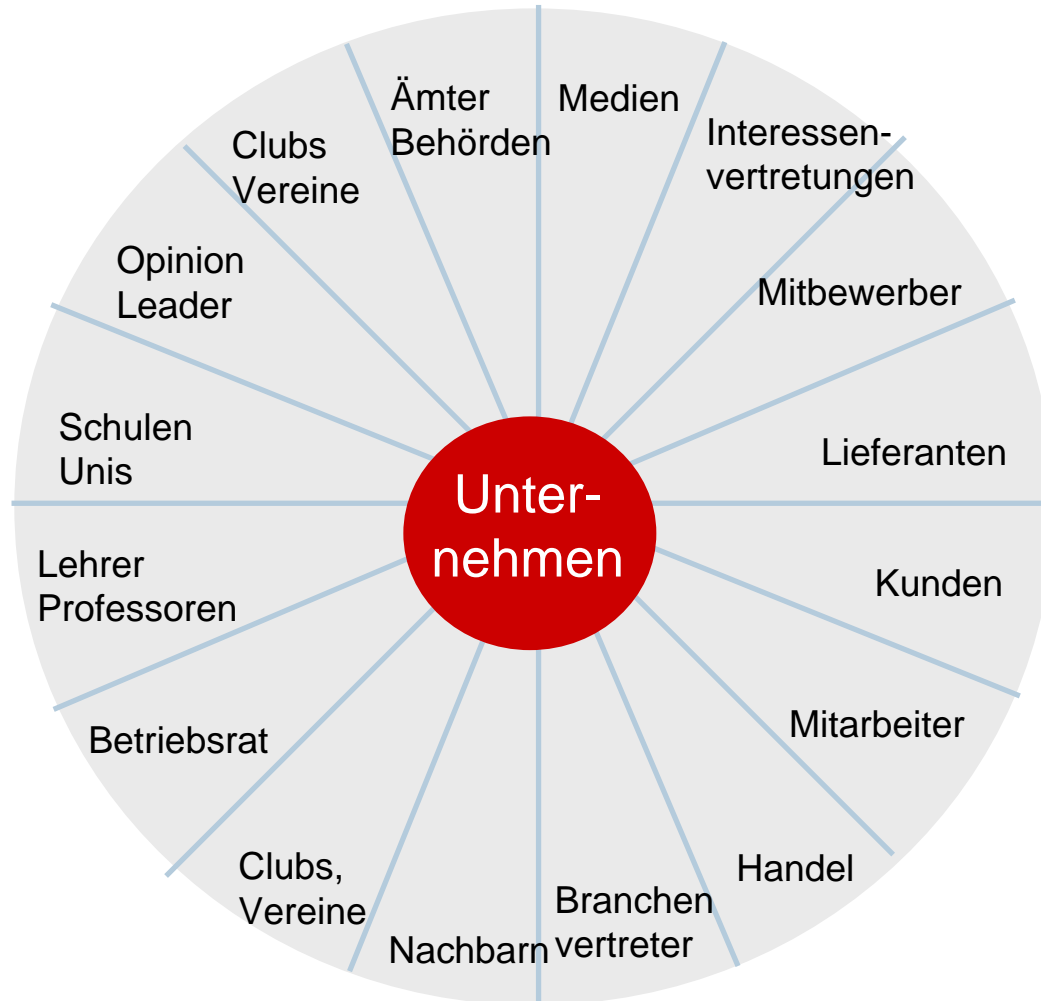 Ämter
Behörden
Medien
Interessen-
vertretungen
Clubs
Vereine
Opinion
Leader
Mitbewerber
Schulen
Unis
Lieferanten
Unter-
nehmen
Lehrer
Professoren
Kunden
Betriebsrat
Mitarbeiter
Clubs,
Vereine
Handel
Nachbarn
Branchen
vertreter